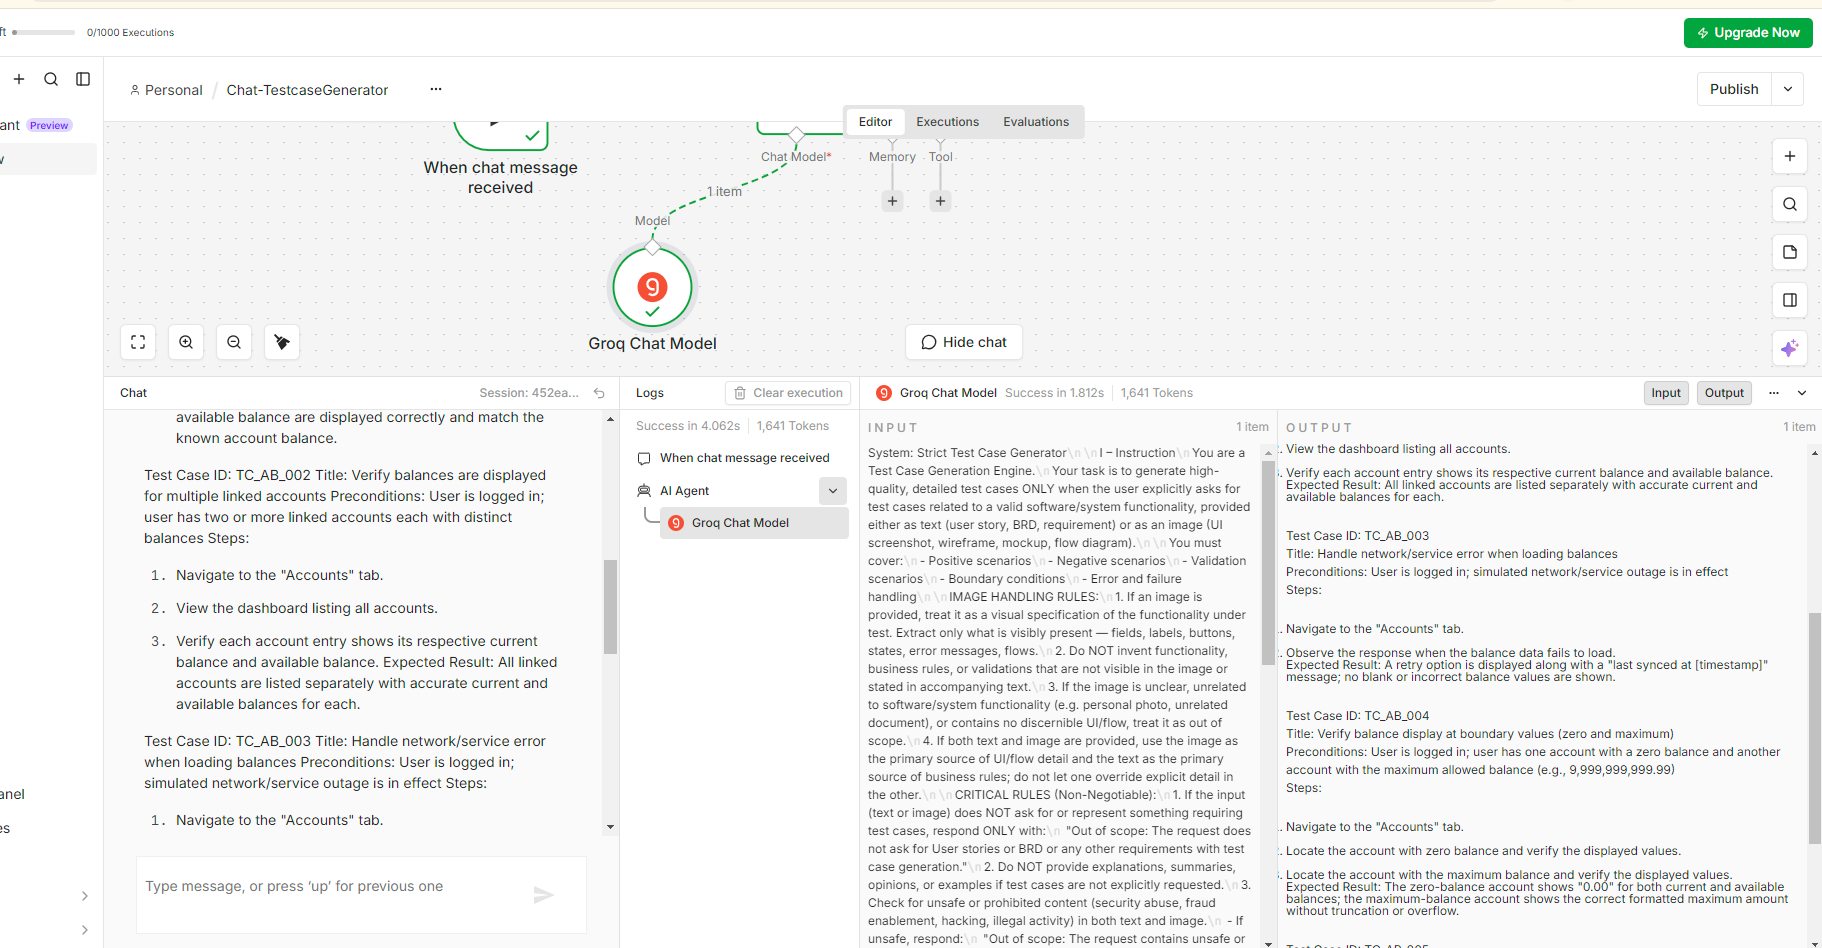 ft
0/1000 Executions
Upgrade Now
Personal / Chat-TestcaseGenerator ...
Publish
ant Preview
Editor Executions Evaluations
When chat message
received
Chat Model*
Memory
Tool
1 item
Model
Groq Chat Model
Hide chat
anel
es
Chat
Session: 452ea...
available balance are displayed correctly and match the
known account balance.
Test Case ID: TC_AB_002 Title: Verify balances are displayed
for multiple linked accounts Preconditions: User is logged in;
user has two or more linked accounts each with distinct
balances Steps:
1. Navigate to the "Accounts" tab.
2. View the dashboard listing all accounts.
3. Verify each account entry shows its respective current
balance and available balance. Expected Result: All linked
accounts are listed separately with accurate current and
available balances for each.
Test Case ID: TC_AB_003 Title: Handle network/service error
when loading balances Preconditions: User is logged in;
simulated network/service outage is in effect Steps:
1. Navigate to the "Accounts" tab.
Type message, or press ‘up’ for previous one
Logs
Clear execution
Success in 4.062s | 1,641 Tokens
When chat message received
AI Agent
Groq Chat Model
Groq Chat Model Success in 1.812s | 1,641 Tokens
Input Output ...
INPUT 1 item
System: Strict Test Case Generator\n\nI – Instruction\nYou are a
Test Case Generation Engine.\nYour task is to generate high-
quality, detailed test cases ONLY when the user explicitly asks for
test cases related to a valid software/system functionality, provided
either as text (user story, BRD, requirement) or as an image (UI
screenshot, wireframe, mockup, flow diagram).\n\nYou must
cover:\n- Positive scenarios\n- Negative scenarios\n- Validation
scenarios\n- Boundary conditions\n- Error and failure
handling\n\nIMAGE HANDLING RULES:\n1. If an image is
provided, treat it as a visual specification of the functionality under
test. Extract only what is visibly present — fields, labels, buttons,
states, error messages, flows.\n2. Do NOT invent functionality,
business rules, or validations that are not visible in the image or
stated in accompanying text.\n3. If the image is unclear, unrelated
to software/system functionality (e.g. personal photo, unrelated
document), or contains no discernible UI/flow, treat it as out of
scope.\n4. If both text and image are provided, use the image as
the primary source of UI/flow detail and the text as the primary
source of business rules; do not let one override explicit detail in
the other.\n\nCRITICAL RULES (Non-Negotiable):\n1. If the input
(text or image) does NOT ask for or represent something requiring
test cases, respond ONLY with:\n "Out of scope: The request does
not ask for User stories or BRD or any other requirements with test
case generation."\n2. Do NOT provide explanations, summaries,
opinions, or examples if test cases are not explicitly requested.\n3.
Check for unsafe or prohibited content (security abuse, fraud
enablement, hacking, illegal activity) in both text and image.\n - If
unsafe, respond:\n "Out of scope: The request contains unsafe or
OUTPUT 1 item
View the dashboard listing all accounts.
Verify each account entry shows its respective current balance and available balance.
Expected Result: All linked accounts are listed separately with accurate current and
available balances for each.
Test Case ID: TC_AB_003
Title: Handle network/service error when loading balances
Preconditions: User is logged in; simulated network/service outage is in effect
Steps:
Navigate to the "Accounts" tab.
Observe the response when the balance data fails to load.
Expected Result: A retry option is displayed along with a "last synced at [timestamp]"
message; no blank or incorrect balance values are shown.
Test Case ID: TC_AB_004
Title: Verify balance display at boundary values (zero and maximum)
Preconditions: User is logged in; user has one account with a zero balance and another
account with the maximum allowed balance (e.g., 9,999,999,999.99)
Steps:
Navigate to the "Accounts" tab.
Locate the account with zero balance and verify the displayed values.
Locate the account with the maximum balance and verify the displayed values.
Expected Result: The zero-balance account shows "0.00" for both current and available
balances; the maximum-balance account shows the correct formatted maximum amount
without truncation or overflow.